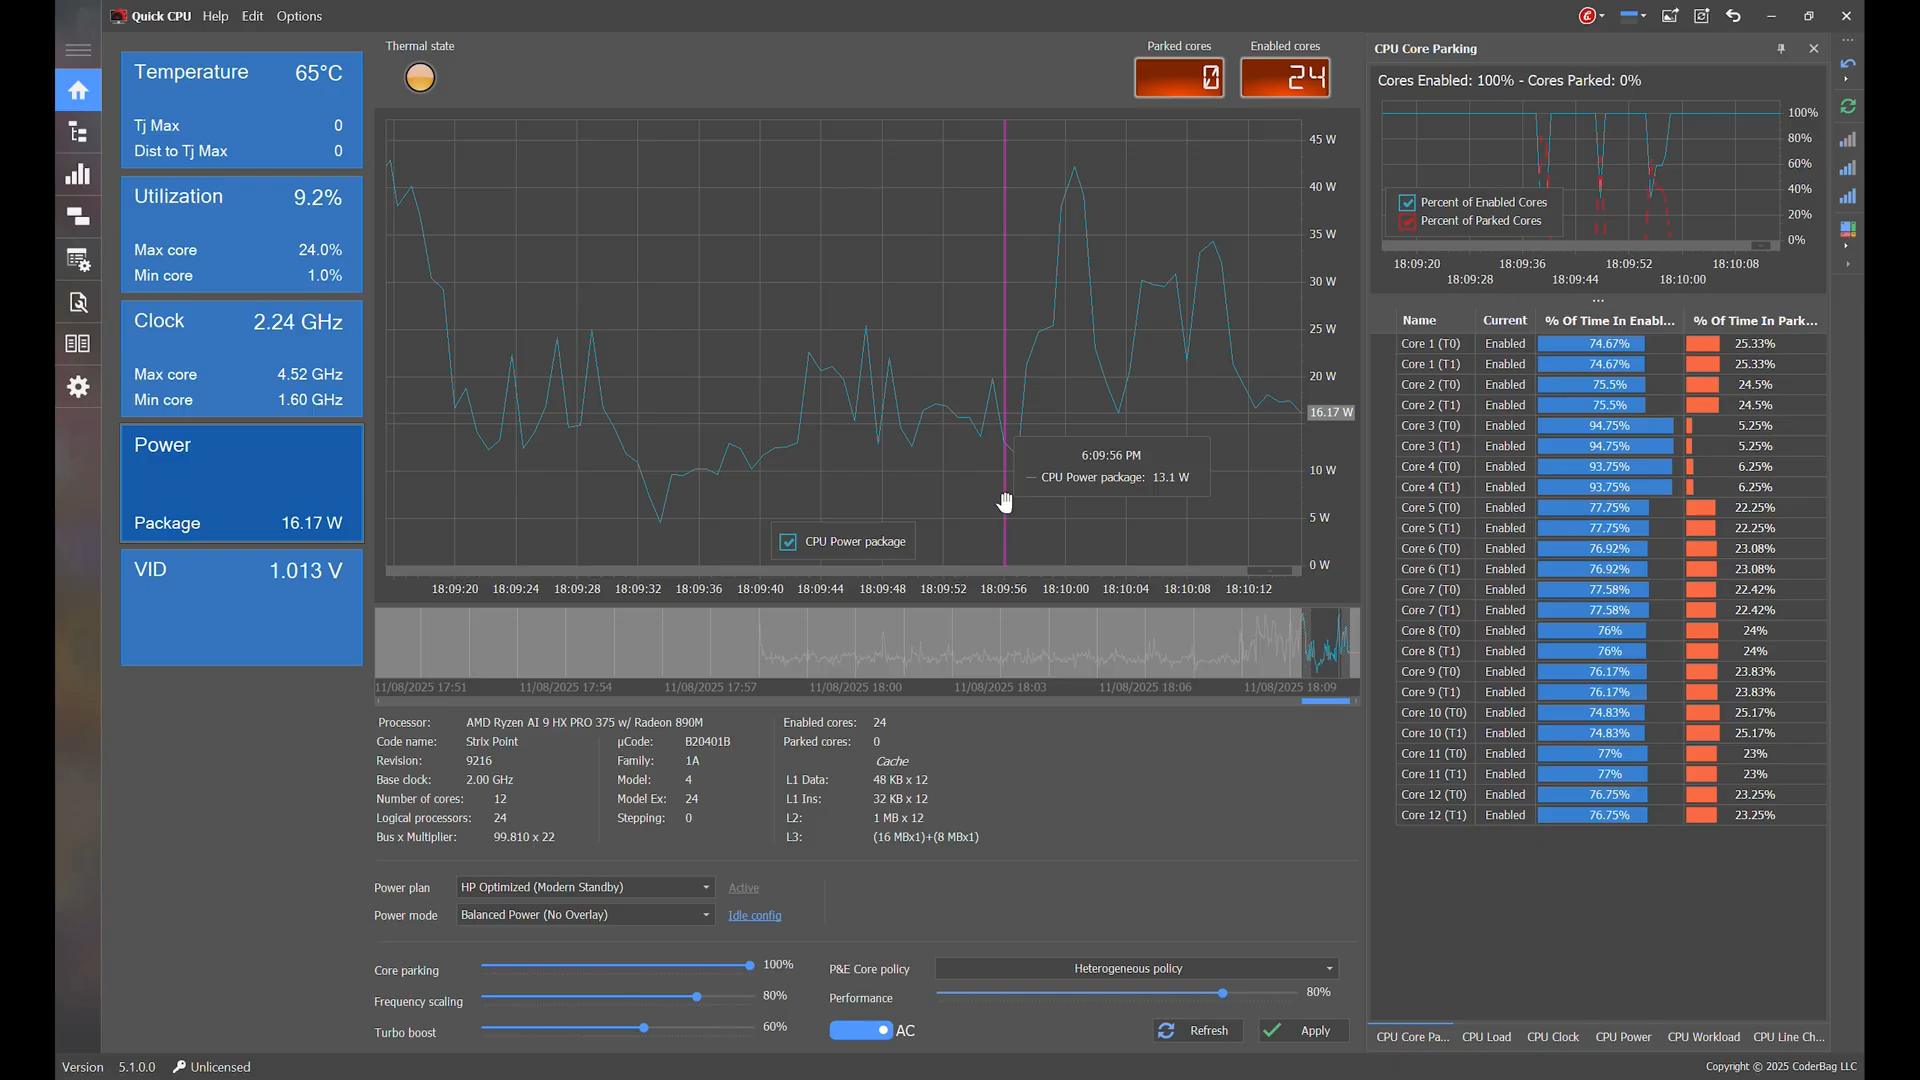 Quick CPU Help Edit Options
Temperature 65°C
Tj Max 0
Dist to Tj Max 0
Utilization 9.2%
Max core 24.0%
Min core 1.0%
Clock 2.24 GHz
Max core 4.52 GHz
Min core 1.60 GHz
Power
Package 16.17 W
VID 1.013 V
Thermal state
Parked cores Enabled cores
0 24
45 W
40 W
35 W
30 W
25 W
20 W
16.17 W
10 W
5 W
0 W
6:09:56 PM
CPU Power package: 13.1 W
CPU Power package
18:09:20 18:09:24 18:09:28 18:09:32 18:09:36 18:09:40 18:09:44 18:09:48 18:09:52 18:09:56 18:10:00 18:10:04 18:10:08 18:10:12
11/08/2025 17:51 11/08/2025 17:54 11/08/2025 17:57 11/08/2025 18:00 11/08/2025 18:03 11/08/2025 18:06 11/08/2025 18:09
Processor: AMD Ryzen AI 9 HX PRO 375 w/ Radeon 890M Enabled cores: 24
Code name: Strix Point µCode: B20401B Parked cores: 0
Revision: 9216 Family: 1A Cache
Base clock: 2.00 GHz Model: 4 L1 Data: 48 KB x 12
Number of cores: 12 Model Ex: 24 L1 Ins: 32 KB x 12
Logical processors: 24 Stepping: 0 L2: 1 MB x 12
Bus x Multiplier: 99.810 x 22 L3: (16 MBx1)+(8 MBx1)
Power plan HP Optimized (Modern Standby) Active
Power mode Balanced Power (No Overlay) Idle config
Core parking 100% P&E Core policy Heterogeneous policy
Frequency scaling 80% Performance 80%
Turbo boost 60% AC Refresh Apply
CPU Core Parking
Cores Enabled: 100% - Cores Parked: 0%
100%
80%
60%
40%
20%
0%
Percent of Enabled Cores
Percent of Parked Cores
18:09:20 18:09:36 18:09:52 18:10:08
18:09:28 18:09:44 18:10:00
...
Name Current % Of Time In Enabl... % Of Time In Park...
Core 1 (T0) Enabled 74.67% 25.33%
Core 1 (T1) Enabled 74.67% 25.33%
Core 2 (T0) Enabled 75.5% 24.5%
Core 2 (T1) Enabled 75.5% 24.5%
Core 3 (T0) Enabled 94.75% 5.25%
Core 3 (T1) Enabled 94.75% 5.25%
Core 4 (T0) Enabled 93.75% 6.25%
Core 4 (T1) Enabled 93.75% 6.25%
Core 5 (T0) Enabled 77.75% 22.25%
Core 5 (T1) Enabled 77.75% 22.25%
Core 6 (T0) Enabled 76.92% 23.08%
Core 6 (T1) Enabled 76.92% 23.08%
Core 7 (T0) Enabled 77.58% 22.42%
Core 7 (T1) Enabled 77.58% 22.42%
Core 8 (T0) Enabled 76% 24%
Core 8 (T1) Enabled 76% 24%
Core 9 (T0) Enabled 76.17% 23.83%
Core 9 (T1) Enabled 76.17% 23.83%
Core 10 (T0) Enabled 74.83% 25.17%
Core 10 (T1) Enabled 74.83% 25.17%
Core 11 (T0) Enabled 77% 23%
Core 11 (T1) Enabled 77% 23%
Core 12 (T0) Enabled 76.75% 23.25%
Core 12 (T1) Enabled 76.75% 23.25%
CPU Core Pa... CPU Load CPU Clock CPU Power CPU Workload CPU Line Ch...
Version 5.1.0.0 Unlicensed Copyright © 2025 CoderBag LLC